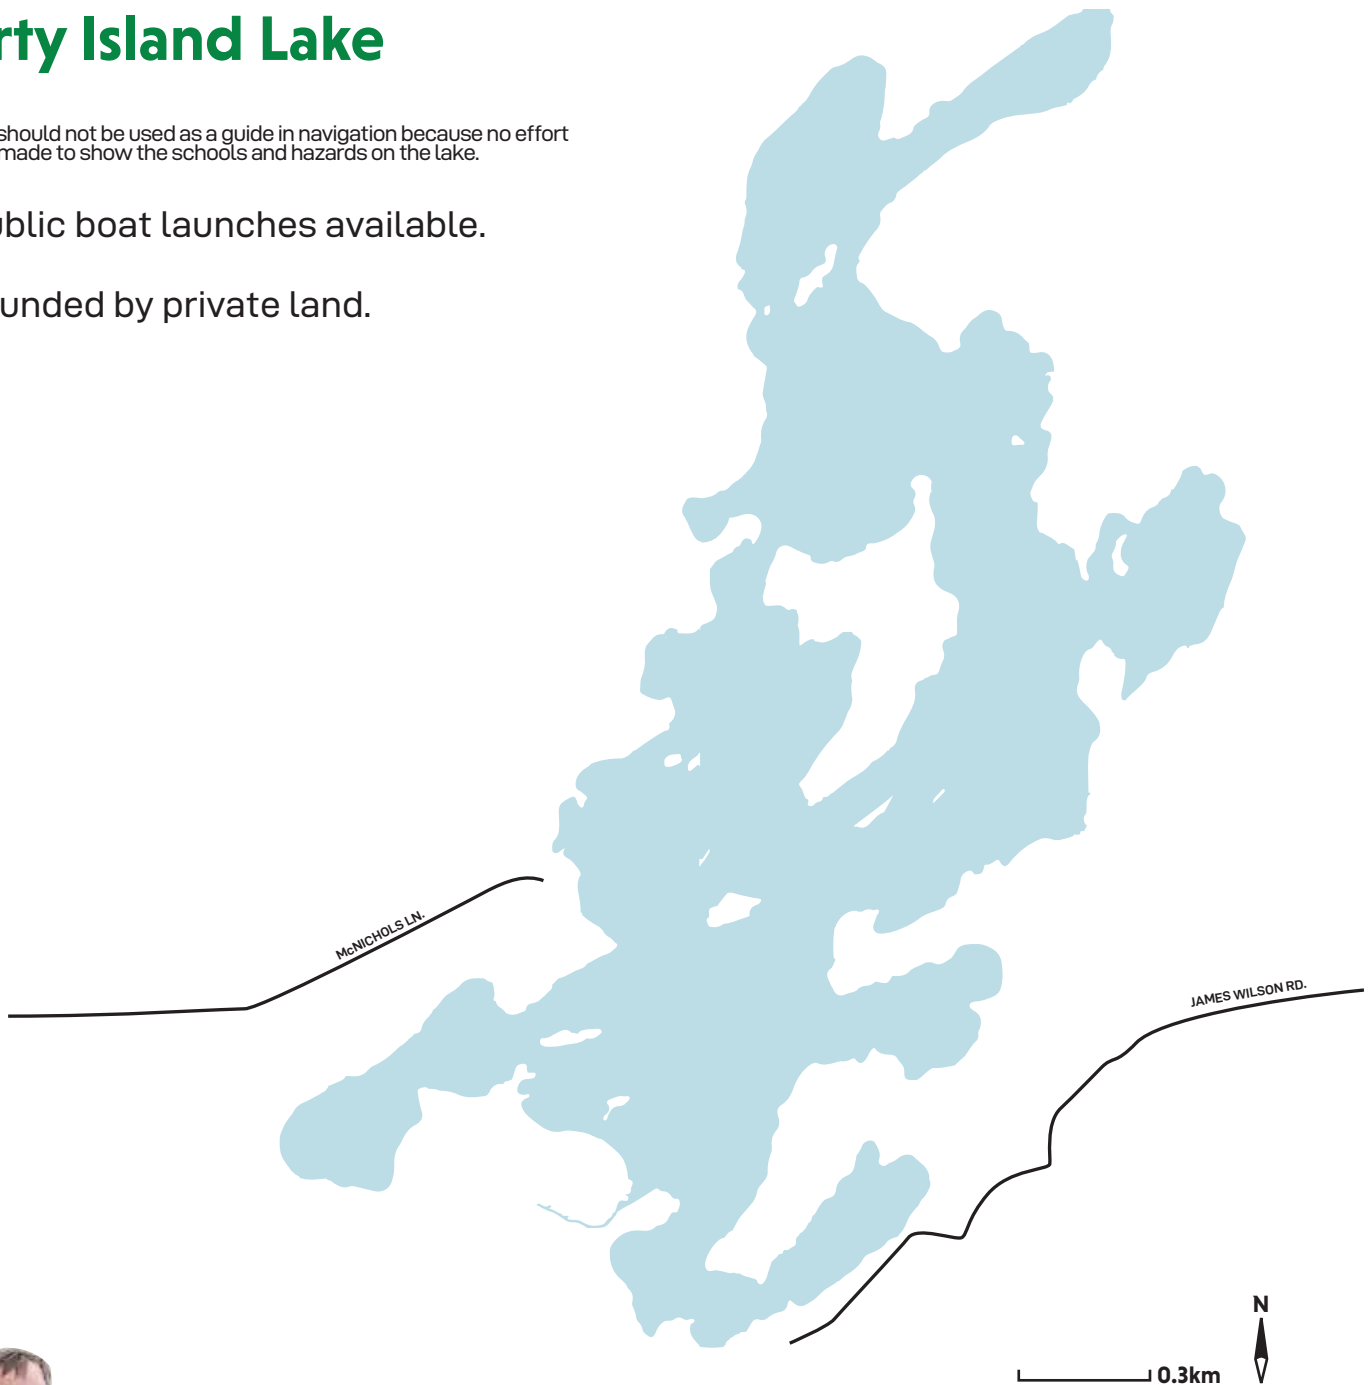 rty Island Lake
should not be used as a guide in navigation because no effort
made to show the schools and hazards on the lake.
ublic boat launches available.
unded by private land.
McNICHOLS LN.
JAMES WILSON RD.
N
0.3km